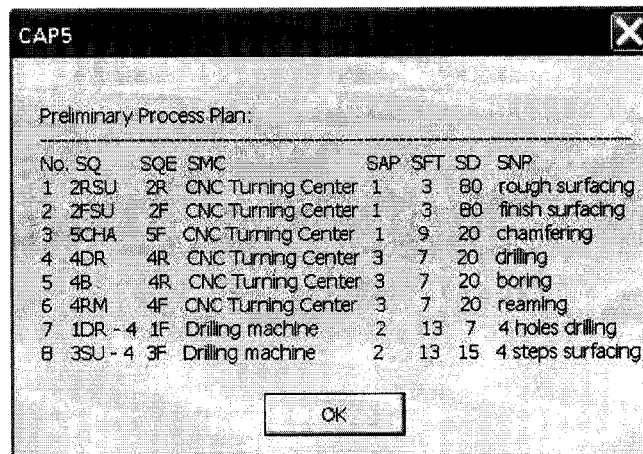 CAP5
Preliminary Process Plan:
No. SQ SQE SMC SAP SFT SD SNP
1 2RSU 2R CNC Turning Center 1 3 80 rough surfacing
2 2FSU 2F CNC Turning Center 1 3 80 finish surfacing
3 5CHA 5F CNC Turning Center 1 9 20 chamfering
4 4DR 4R CNC Turning Center 3 7 20 drilling
5 4B 4R CNC Turning Center 3 7 20 boring
6 4RM 4F CNC Turning Center 3 7 20 reaming
7 1DR - 4 1F Drilling machine 2 13 7 4 holes drilling
8 3SU - 4 3F Drilling machine 2 13 15 4 steps surfacing
OK